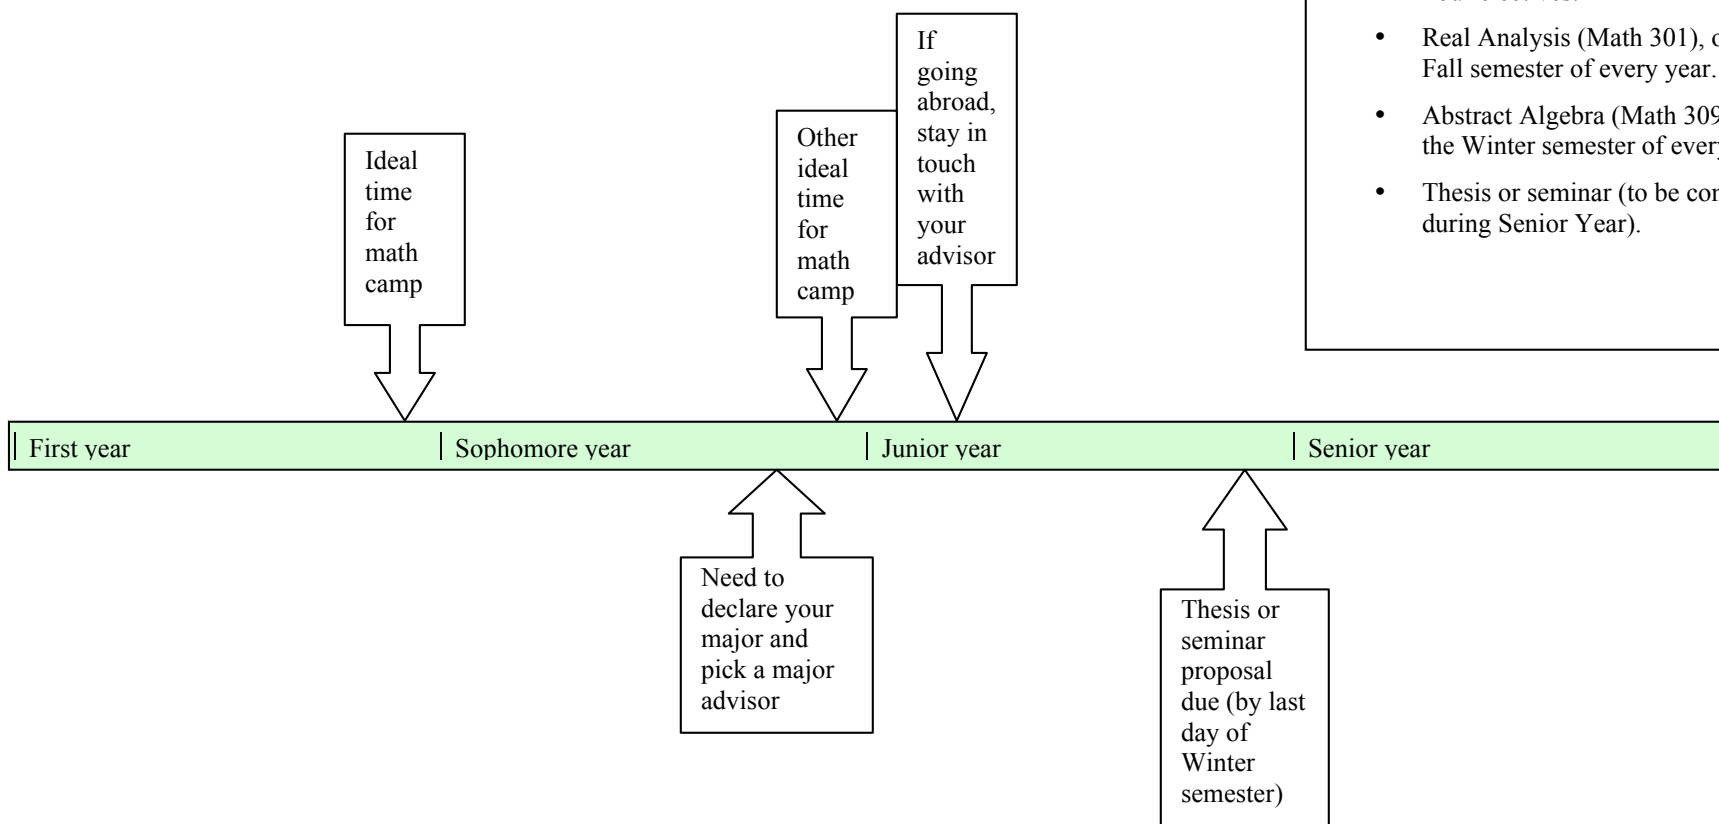 If
going
abroad,
stay in
touch
with
your
advisor
Real Analysis (Math 301),
Fall semester of every year.
Abstract Algebra (Math 309
the Winter semester of every
Thesis or seminar (to be
during Senior Year).
Other
ideal
time
for
math
camp
Ideal
time
for
math
camp
First year
Sophomore year
Junior year
Senior year
Need to
declare your
major and
pick a major
advisor
Thesis or
seminar
proposal
due (by last
day of
Winter
semester)